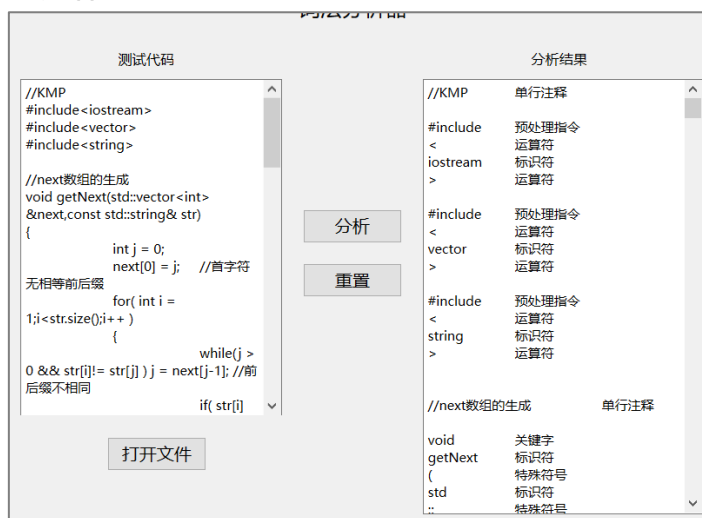 词法分析器
测试代码
//KMP
#include<iostream>
#include<vector>
#include<string>
//next数组的生成
void getNext(std::vector<int>
&next,const std::string& str)
{
int j = 0;
next[0] = j; //首字符
无相等前后缀
for( int i =
1;i<str.size();i++ )
{
while(j >
0 && str[i]!= str[j] ) j = next[j-1]; //前
后缀不相同
if( str[i]
打开文件
分析
重置
分析结果
//KMP 单行注释
#include 预处理指令
< 运算符
iostream 标识符
> 运算符
#include 预处理指令
< 运算符
vector 标识符
> 运算符
#include 预处理指令
< 运算符
string 标识符
> 运算符
//next数组的生成 单行注释
void 关键字
getNext 标识符
( 特殊符号
std 标识符
:: 特殊符号